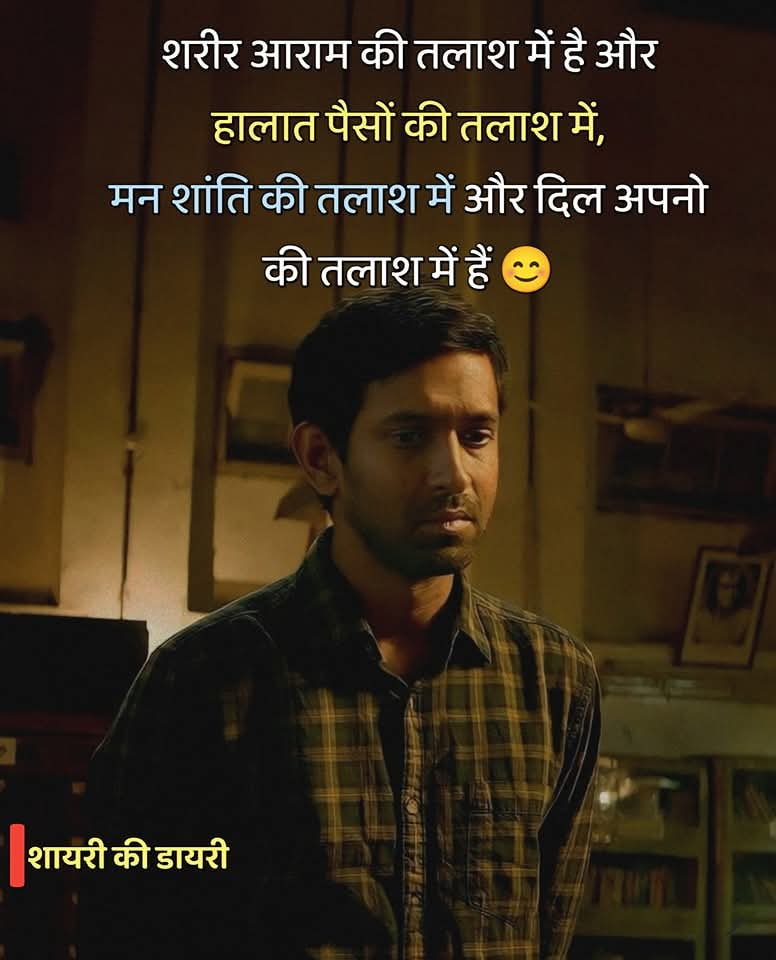 शरीर आराम की तलाश में है और
हालात पैसों की तलाश में,
मन शांति की तलाश में और दिल अपनो
की तलाश में हैं 😊
शायरी की डायरी